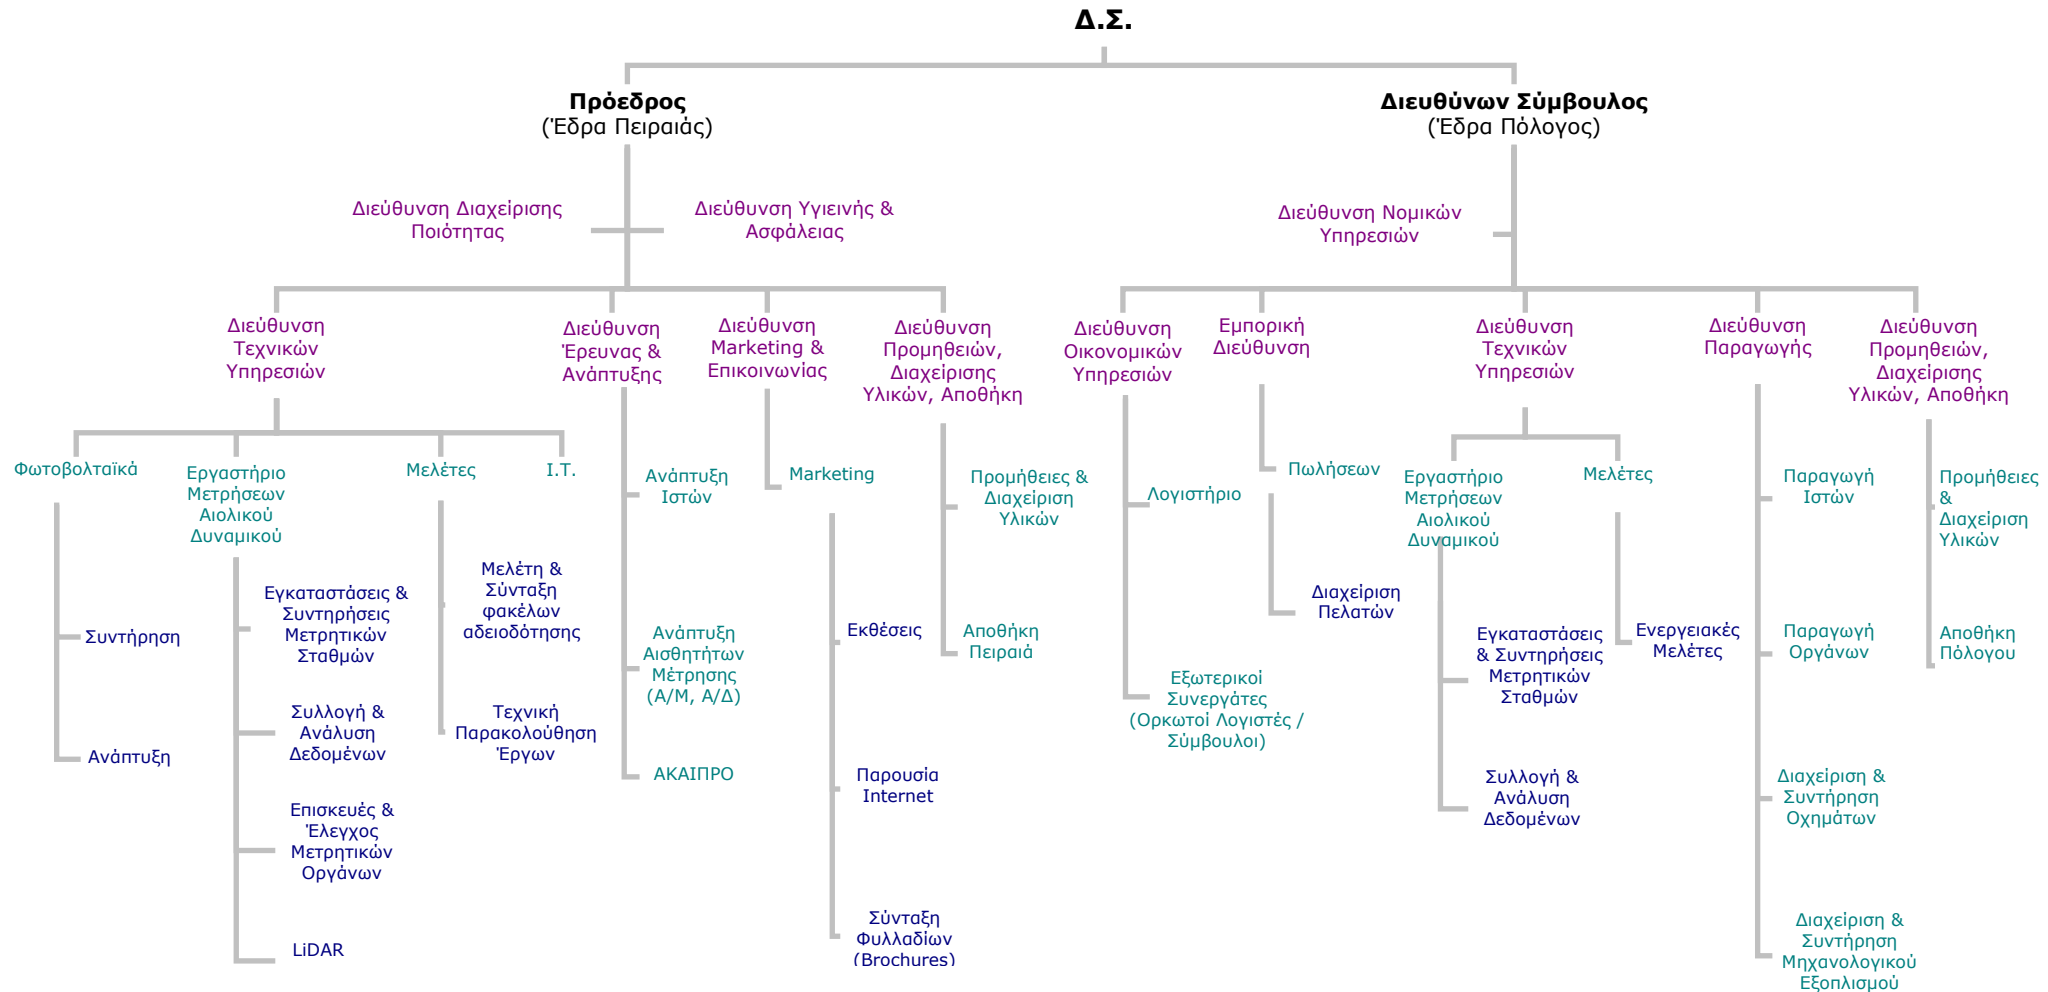 Δ.Σ.
Πρόεδρος
(Έδρα Πειραιάς)
Διευθύνων Σύμβουλος
(Έδρα Πόλογος)
Διεύθυνση Διαχείρισης
Ποιότητας
Διεύθυνση Υγιεινής &
Ασφάλειας
Διεύθυνση Νομικών
Υπηρεσιών
Διεύθυνση
Τεχνικών
Υπηρεσιών
Διεύθυνση
Έρευνας &
Ανάπτυξης
Διεύθυνση
Marketing &
Επικοινωνίας
Διεύθυνση
Προμηθειών,
Διαχείρισης
Υλικών, Αποθήκη
Διεύθυνση
Οικονομικών
Υπηρεσιών
Εμπορική
Διεύθυνση
Διεύθυνση
Τεχνικών
Υπηρεσιών
Διεύθυνση
Παραγωγής
Διεύθυνση
Προμηθειών,
Διαχείρισης
Υλικών, Αποθήκη
Φωτοβολταϊκά
Συντήρηση
Ανάπτυξη
Εργαστήριο
Μετρήσεων
Αιολικού
Δυναμικού
Εγκαταστάσεις &
Συντηρήσεις
Μετρητικών
Σταθμών
Συλλογή &
Ανάλυση
Δεδομένων
Επισκευές &
Έλεγχος
Μετρητικών
Οργάνων
LiDAR
Μελέτες
Μελέτη &
Σύνταξη
φακέλων
αδειοδότησης
Τεχνική
Παρακολούθηση
Έργων
Ι.Τ.
Ανάπτυξη
Ιστών
Ανάπτυξη
Αισθητήτων
Μέτρησης
(Α/Μ, Α/Δ)
ΑΚΑΙΠΡΟ
Marketing
Εκθέσεις
Παρουσία
Internet
Σύνταξη
Φυλλαδίων
(Brochures)
Προμήθειες &
Διαχείριση
Υλικών
Αποθήκη
Πειραιά
Λογιστήριο
Εξωτερικοί
Συνεργάτες
(Ορκωτοί Λογιστές /
Σύμβουλοι)
Πωλήσεων
Διαχείριση
Πελατών
Εργαστήριο
Μετρήσεων
Αιολικού
Δυναμικού
Εγκαταστάσεις
& Συντηρήσεις
Μετρητικών
Σταθμών
Συλλογή &
Ανάλυση
Δεδομένων
Μελέτες
Ενεργειακές
Μελέτες
Παραγωγή
Ιστών
Παραγωγή
Οργάνων
Διαχείριση &
Συντήρηση
Οχημάτων
Διαχείριση &
Συντήρηση
Μηχανολογικού
Εξοπλισμού
Προμήθειες
&
Διαχείριση
Υλικών
Αποθήκη
Πόλογου